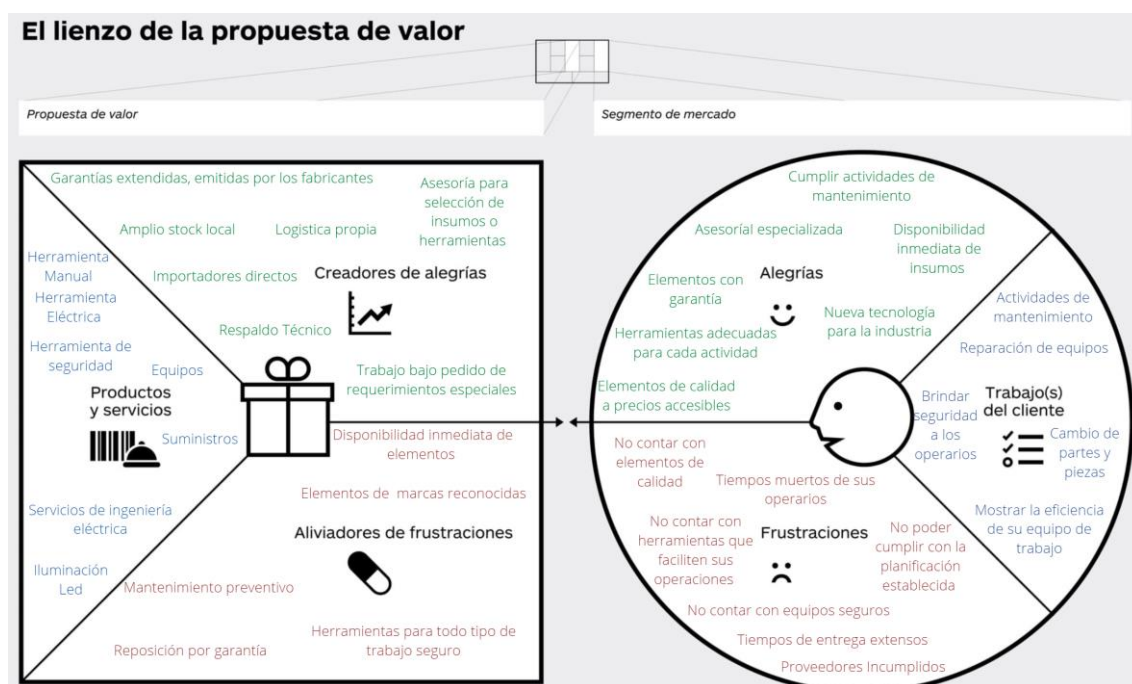 El lienzo de la propuesta de valor
Propuesta de valor
Segmento de mercado
Garantías extendidas, emitidas por los fabricantes
Asesoría para
selección de
insumos o
herramientas
Amplio stock local
Logistica propia
Herramienta
Manual
Herramienta
Eléctrica
Importadores directos
Creadores de alegrías
Respaldo Técnico
Herramienta de
seguridad
Equipos
Trabajo bajo pedido de
requerimientos especiales
Productos
y servicios
Suministros
Disponibilidad inmediata de
elementos
Elementos de marcas reconocidas
Servicios de ingeniería
eléctrica
Aliviadores de frustraciones
Iluminación
Led
Mantenimiento preventivo
Herramientas para todo tipo de
trabajo seguro
Reposición por garantía
Cumplir actividades de
mantenimiento
Asesoríal especializada
Disponibilidad
inmediata de
insumos
Elementos con
garantía
Alegrías
Nueva tecnología
para la industria
Herramientas adecuadas
para cada actividad
Elementos de calidad
a precios accesibles
Actividades de
mantenimiento
Reparación de equipos
Brindar
seguridad
a los
operarios
Trabajo(s)
del cliente
Cambio de
partes y
piezas
Mostrar la eficiencia
de su equipo de
trabajo
No contar con
elementos de
calidad
Tiempos muertos de sus
operarios
No contar con
herramientas que
faciliten sus
operaciones
Frustraciones
No poder
cumplir con la
planificación
establecida
No contar con equipos seguros
Tiempos de entrega extensos
Proveedores Incumplidos